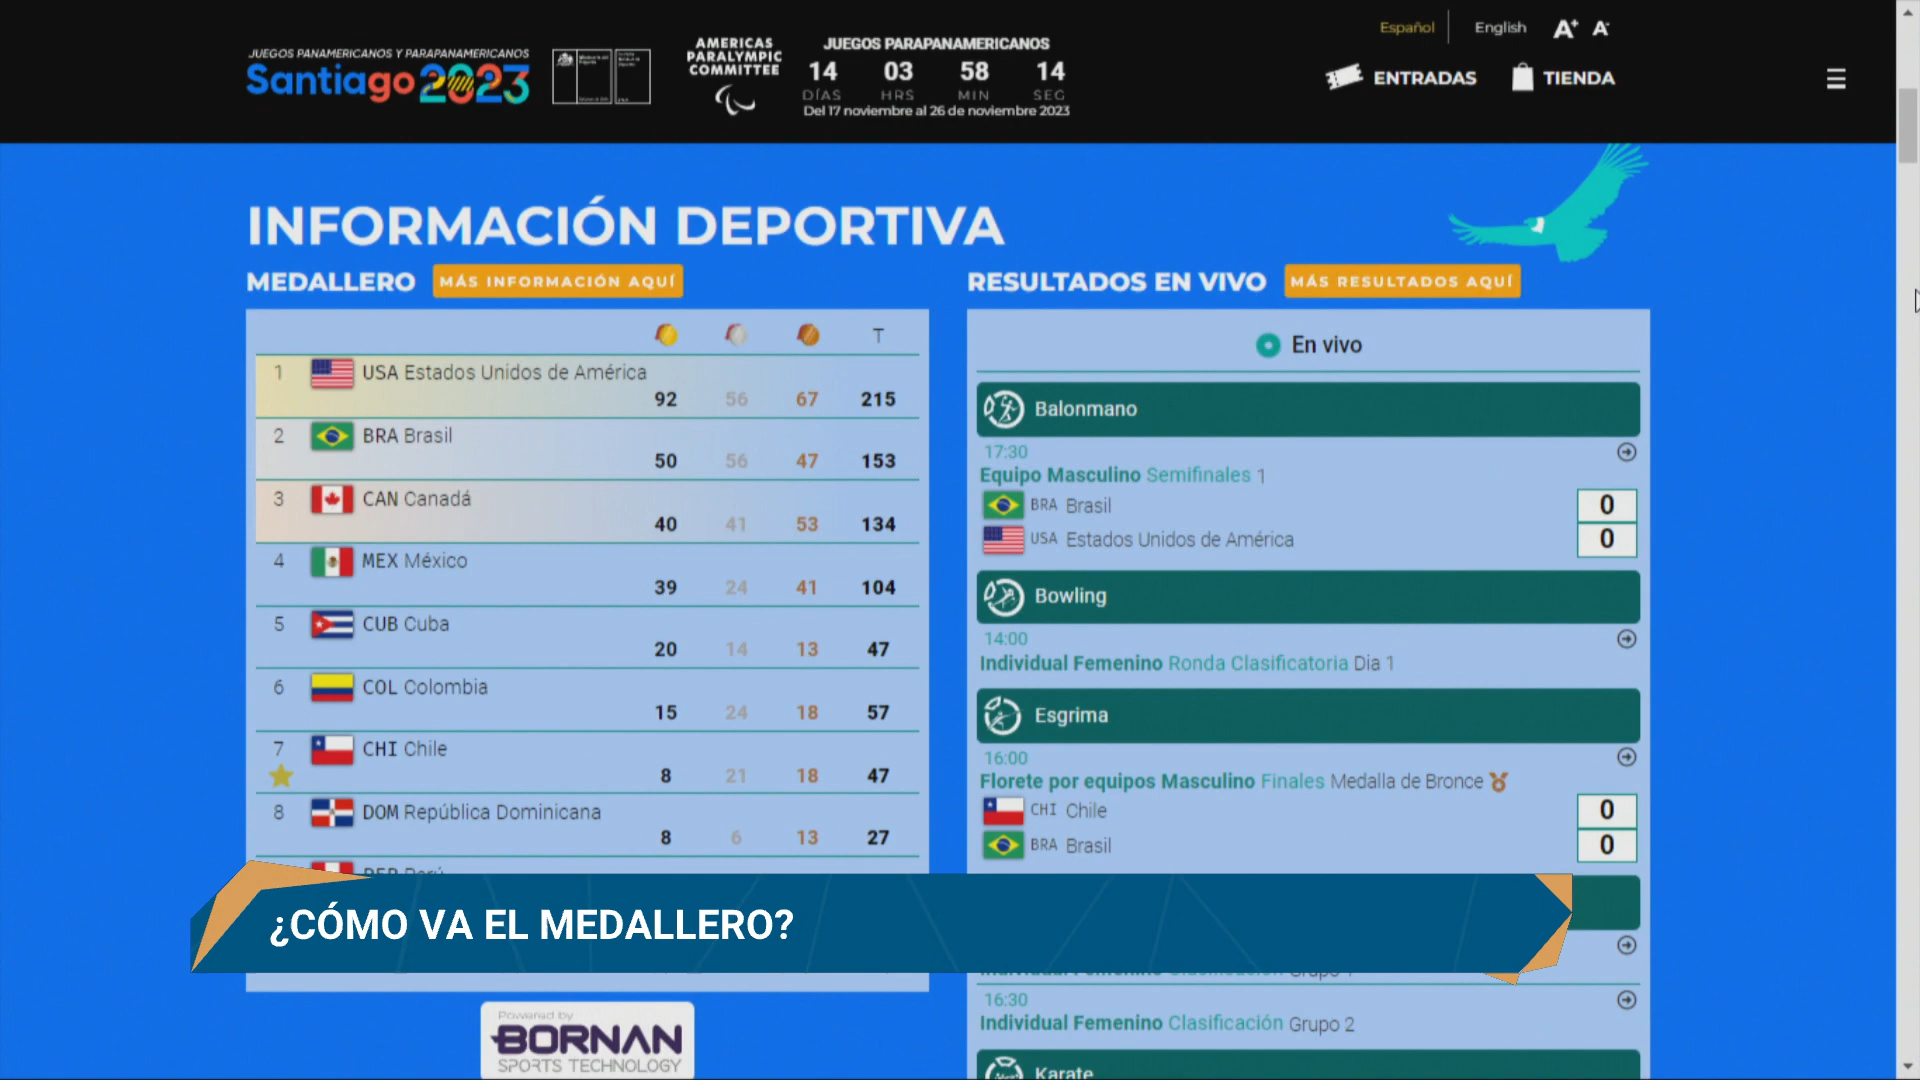 JUEGOS PANAMERICANOS Y PARAPANAMERICANOS
Santiago 2023
AMERICAS
PARALYMPIC
COMMITTEE
JUEGOS PARAPANAMERICANOS
14 03 58 14
DÍAS HRS MIN SEG
Del 17 noviembre al 26 de noviembre 2023
Español English A+ A-
ENTRADAS TIENDA
INFORMACIÓN DEPORTIVA
MEDALLERO MÁS INFORMACIÓN AQUÍ
T
1 USA Estados Unidos de América
92 56 67 215
2 BRA Brasil
50 56 47 153
3 CAN Canadá
40 41 53 134
4 MEX México
39 24 41 104
5 CUB Cuba
20 14 13 47
6 COL Colombia
15 24 18 57
7 CHI Chile
8 21 18 47
8 DOM República Dominicana
8 6 13 27
PER Perú
RESULTADOS EN VIVO MÁS RESULTADOS AQUÍ
En vivo
Balonmano
17:30
Equipo Masculino Semifinales 1
BRA Brasil 0
USA Estados Unidos de América 0
Bowling
14:00
Individual Femenino Ronda Clasificatoria Dia 1
Esgrima
16:00
Florete por equipos Masculino Finales Medalla de Bronce
CHI Chile 0
BRA Brasil 0
Individual Femenino Clasificación Grupo 1
16:30
Individual Femenino Clasificación Grupo 2
Karate
¿CÓMO VA EL MEDALLERO?
Powered by
BORNAN
SPORTS TECHNOLOGY